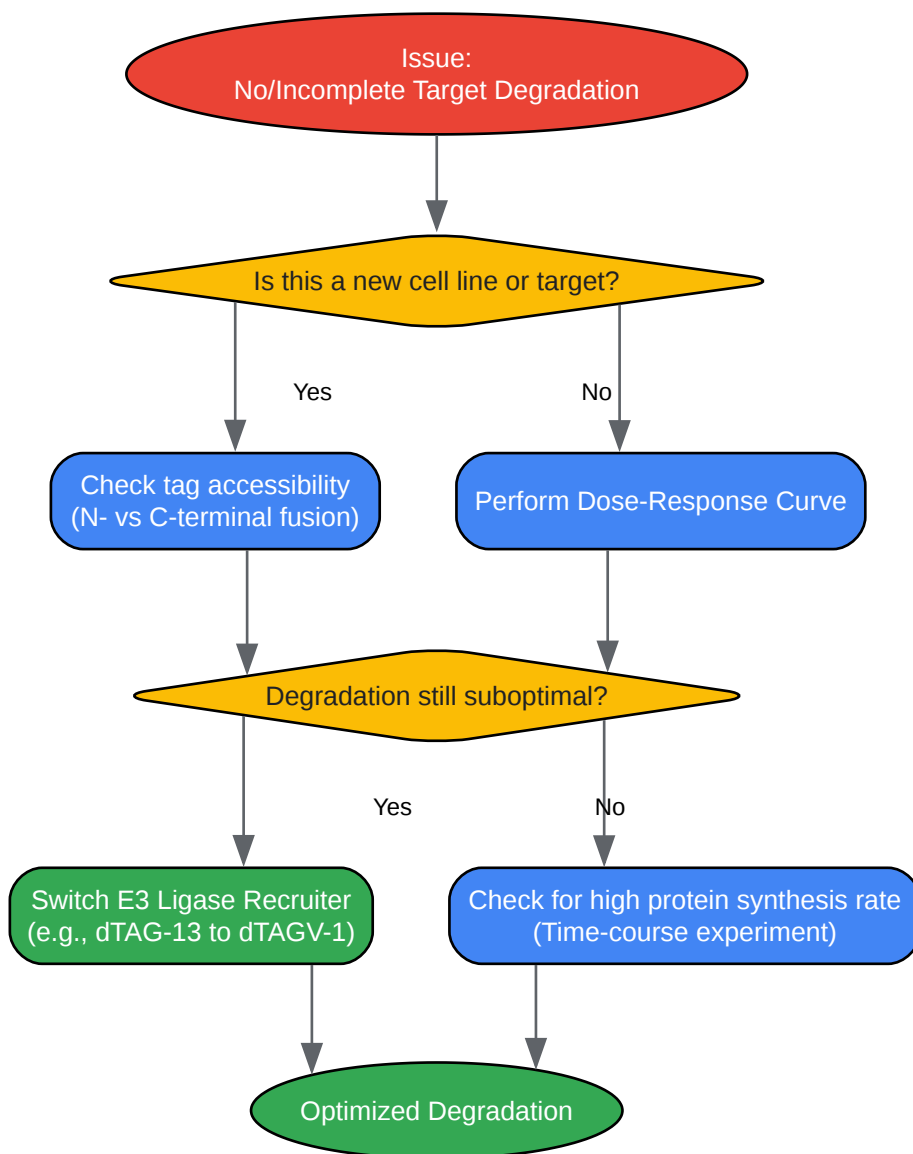 Issue:
No/Incomplete Target Degradation
Is this a new cell line or target?
Yes
No
Check tag accessibility
(N- vs C-terminal fusion)
Perform Dose-Response Curve
Degradation still suboptimal?
Yes
No
Switch E3 Ligase Recruiter
(e.g., dTAG-13 to dTAGV-1)
Check for high protein synthesis rate
(Time-course experiment)
Optimized Degradation